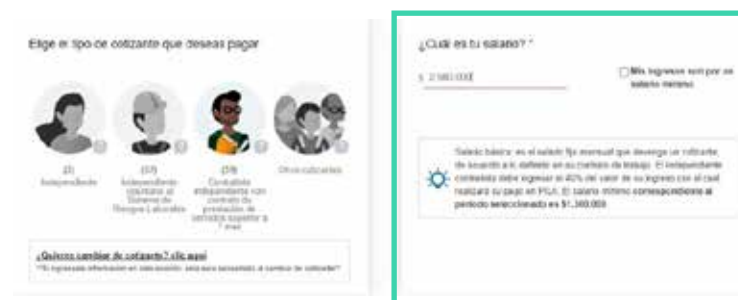 Elige el tipo de cotizante que deseas pagar
(3)
Independiente
(57)
Independiente
voluntario al
Sistema de
Riesgos Laborales
(59)
Contratista
independiente con
contrato de
prestación de
servicios superior a
1 mes
Otros cotizantes
¿Quieres cambiar de cotizante? clic aquí
¿Cuál es tu salario? *
$
Mis ingresos son por un
salario mínimo
Salario básico: es el salario fijo mensual que devenga un cotizante,
de acuerdo a lo definido en su contrato de trabajo. El independiente
contratista debe ingresar el 40% del valor de su ingreso con el cual
realizará su pago en PILA. El salario mínimo correspondiente al
periodo seleccionado es $1.300.000